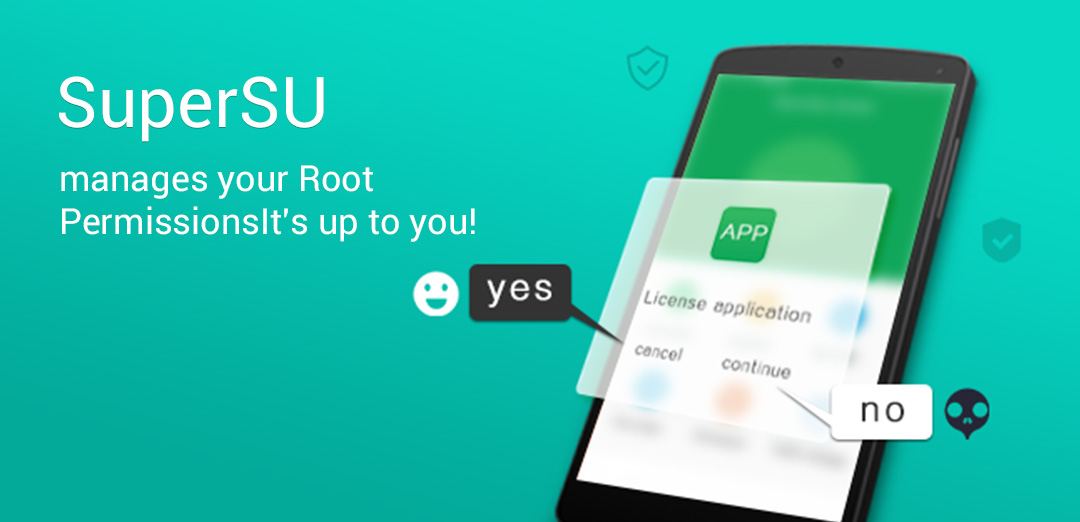 SuperSU
manages your Root
PermissionsIt's up to you!
yes
APP
License application
cancel
continue
no